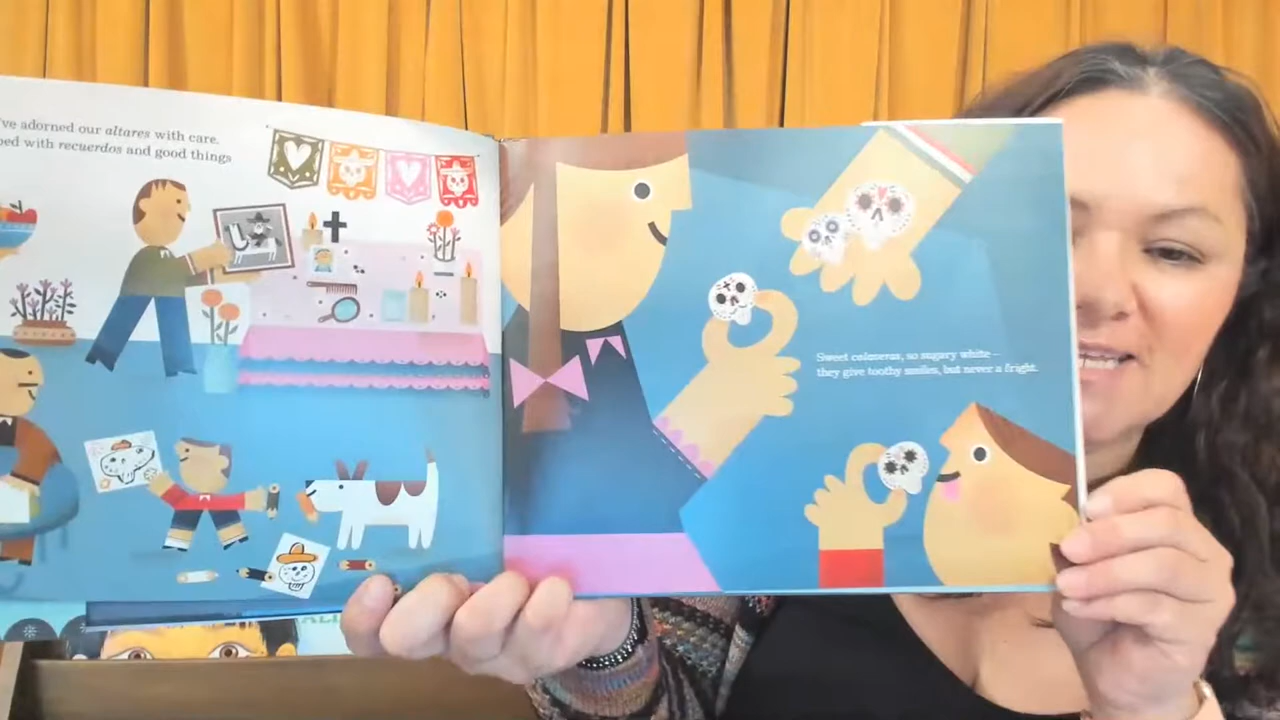 've adorned our altares with care,
ped with recuerdos and good things
Sweet calaveras, so sugary white –
they give toothy smiles, but never a fright.